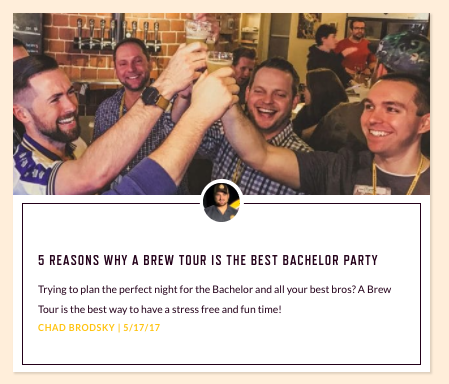 5 REASONS WHY A BREW TOUR IS THE BEST BACHELOR PARTY
Trying to plan the perfect night for the Bachelor and all your best bros? A Brew
Tour is the best way to have a stress free and fun time!
CHAD BRODSKY | 5/17/17